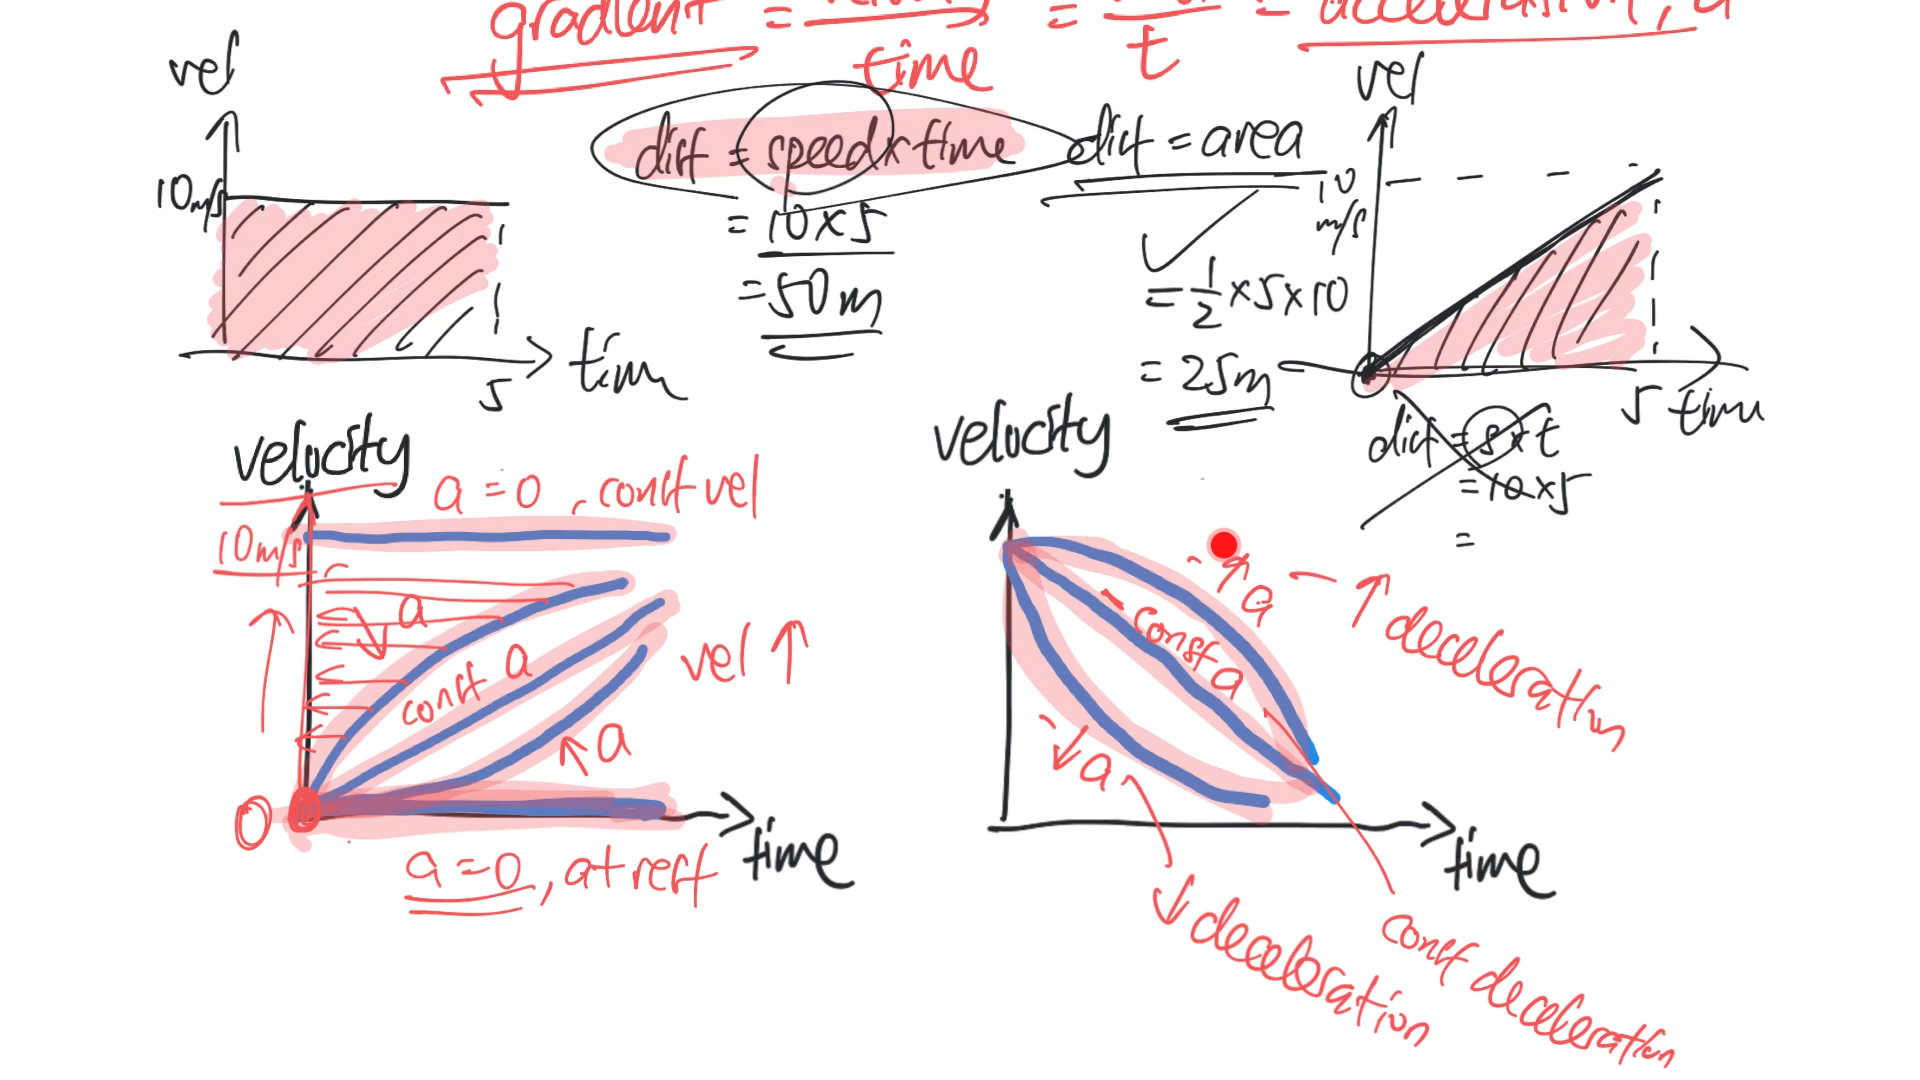 gradient = = = acceleration, a
time t
vel
10m/s
5
time
dist = speed x time
= 10 x 5
= 50m
dist = area
= 1/2 x 5 x 10
= 25m
vel
10
m/s
5 time
dist = s x t
= 10 x 5
=
velocity
a = 0, const vel
10m/s
↓ a
const a
vel ↑
↑ a
0
a = 0, at rest
time
velocity
- ↑ a - ↑ deceleration
- const a
- ↓ a
time
↓ deceleration
const deceleration